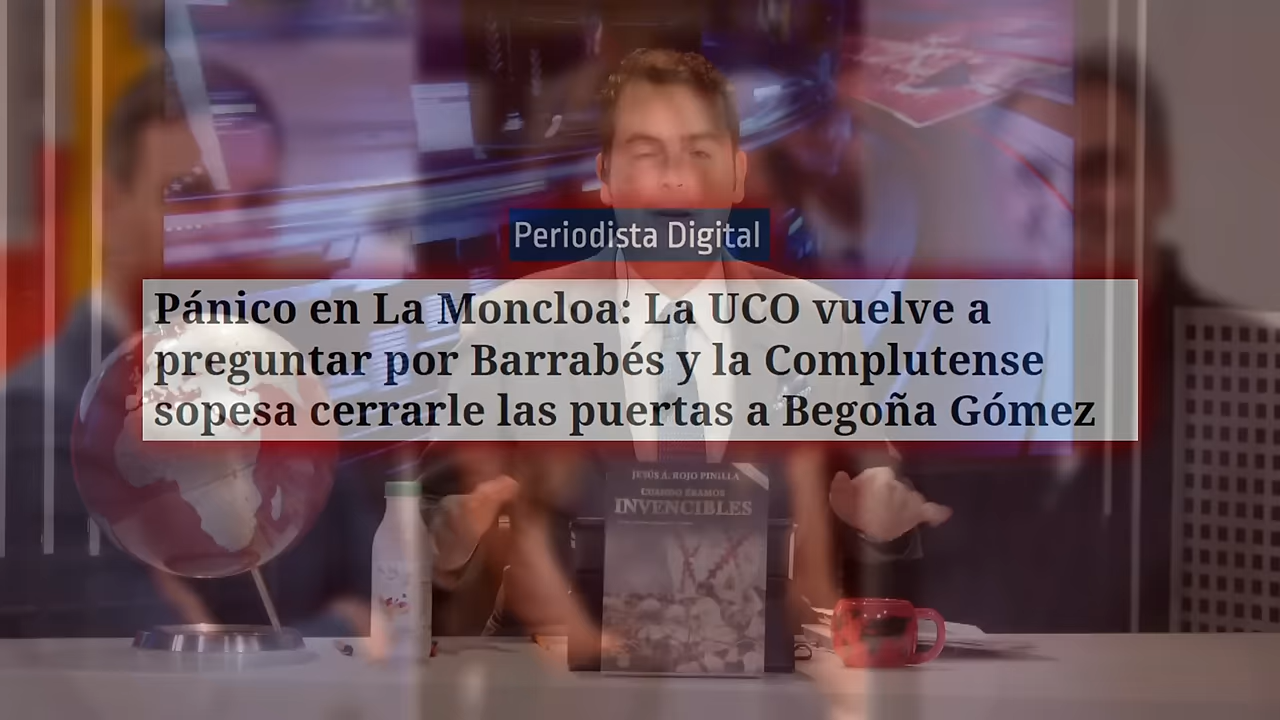 Periodista Digital
Pánico en La Moncloa: La UCO vuelve a
preguntar por Barrabés y la Complutense
sopesa cerrarle las puertas a Begoña Gómez
JESÚS A. ROJO PINILLA
CUANDO ÉRAMOS
INVENCIBLES